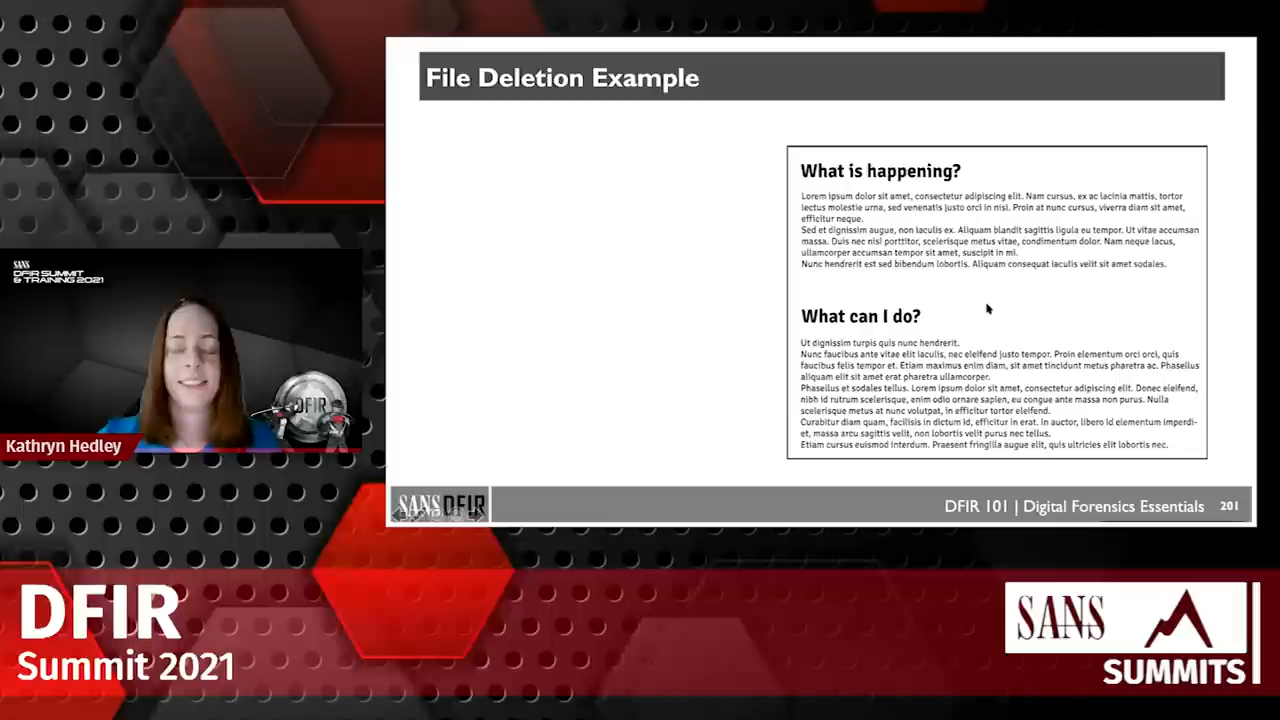 File Deletion Example
What is happening?
Lorem ipsum dolor sit amet, consectetur adipiscing elit. Nam cursus, ex ac lacinia mattis, tortor
lectus molestie urna, sed venenatis justo orci in nisi. Proin at nunc cursus, viverra diam sit amet,
efficitur neque.
Sed et dignissim augue, non iaculis ex. Aliquam blandit sagittis ligula eu tempor. Ut vitae accumsan
massa. Duis nec nisl porttitor, scelerisque metus vitae, condimentum dolor. Nam neque lacus,
ullamcorper accumsan tempor sit amet, suscipit in mi.
Nunc hendrerit est sed bibendum lobortis. Aliquam consequat iaculis velit sit amet sodales.
What can I do?
Ut dignissim turpis quis nunc hendrerit.
Nunc faucibus ante vitae elit iaculis, nec eleifend justo tempor. Proin elementum orci orci, quis
faucibus felis tempor et. Etiam maximus enim diam, sit amet tincidunt metus pharetra ac. Phasellus
aliquam elit sit amet erat pharetra ullamcorper.
Phasellus et sodales tellus. Lorem ipsum dolor sit amet, consectetur adipiscing elit. Donec eleifend,
nibh id rutrum scelerisque, enim odio ornare sapien, eu congue ante massa non purus. Nulla
scelerisque metus at nunc volutpat, in efficitur tortor eleifend.
Curabitur diam quam, facilisis in dictum id, efficitur in erat. In auctor, libero id elementum imperdi-
et, massa arcu sagittis velit, non lobortis velit purus nec tellus.
Etiam cursus euismod interdum. Praesent fringilla augue elit, quis ultricies elit lobortis nec.
SANS DFIR
DFIR 101 | Digital Forensics Essentials 201
SANS
DFIR SUMMIT
& TRAINING 2021
DFIR
Kathryn Hedley
DFIR
Summit 2021
SANS
SUMMITS